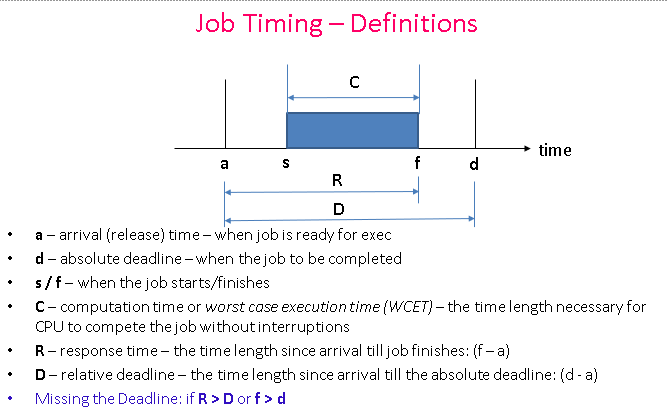 Job Timing – Definitions
C
time
a s f d
R
D
• a – arrival (release) time – when job is ready for exec
• d – absolute deadline – when the job to be completed
• s / f – when the job starts/finishes
• C – computation time or worst case execution time (WCET) – the time length necessary for
CPU to compete the job without interruptions
• R – response time – the time length since arrival till job finishes: (f – a)
• D – relative deadline – the time length since arrival till the absolute deadline: (d - a)
• Missing the Deadline: if R > D or f > d